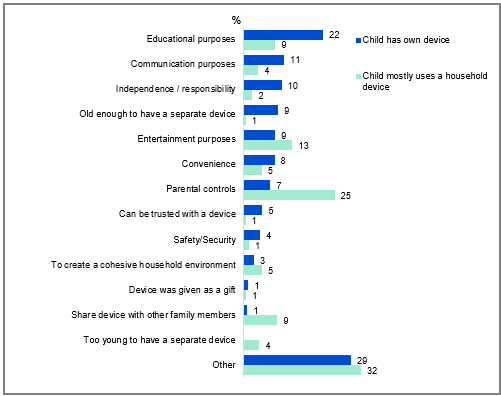 %
Educational purposes 22 9
Child has own device
Communication purposes 11 4
Child mostly uses a household
device
Independence / responsibility 10 2
Old enough to have a separate device 9 1
Entertainment purposes 9 13
Convenience 8 5
Parental controls 7 25
Can be trusted with a device 5 1
Safety/Security 4 1
To create a cohesive household environment 3 5
Device was given as a gift 1 1
Share device with other family members 1 9
Too young to have a separate device 4
Other 29 32